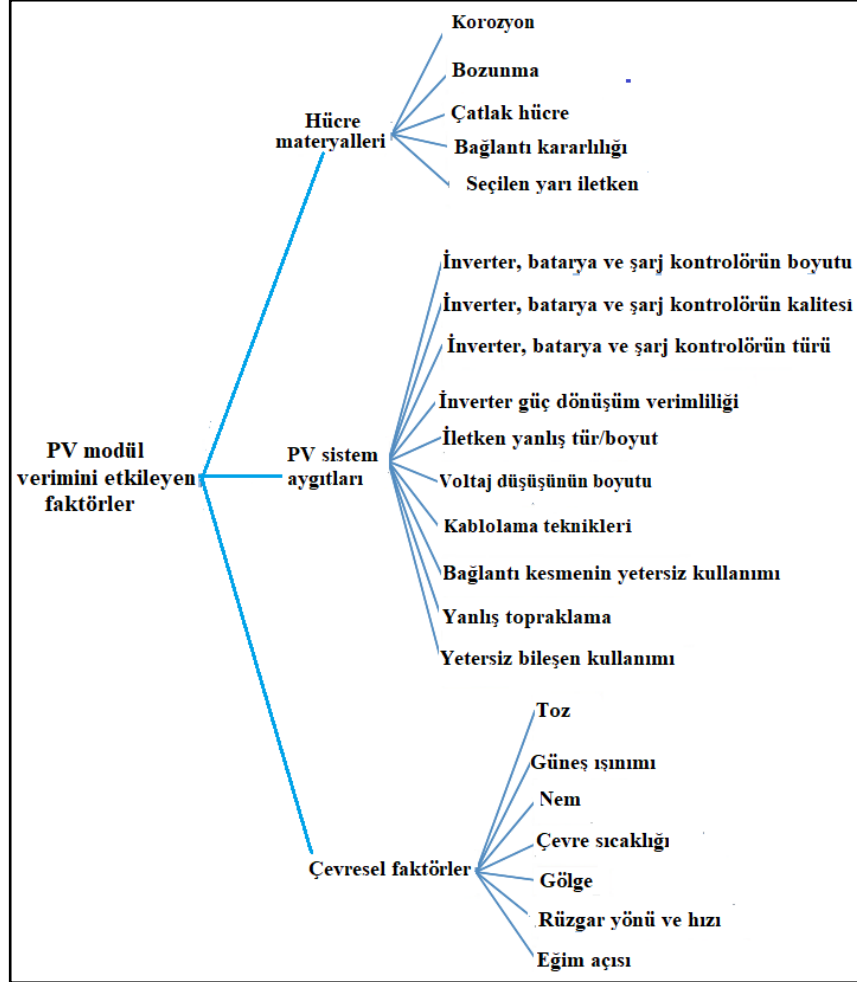 PV modül
verimini etkileyen
faktörler
Hücre
materyalleri
Korozyon
Bozunma
Çatlak hücre
Bağlantı kararlılığı
Seçilen yarı iletken
PV sistem
aygıtları
İnverter, batarya ve şarj kontrolörün boyutu
İnverter, batarya ve şarj kontrolörün kalitesi
İnverter, batarya ve şarj kontrolörün türü
İnverter güç dönüşüm verimliliği
İletken yanlış tür/boyut
Voltaj düşüşünün boyutu
Kablolama teknikleri
Bağlantı kesmenin yetersiz kullanımı
Yanlış topraklama
Yetersiz bileşen kullanımı
Çevresel faktörler
Toz
Güneş ışınımı
Nem
Çevre sıcaklığı
Gölge
Rüzgar yönü ve hızı
Eğim açısı